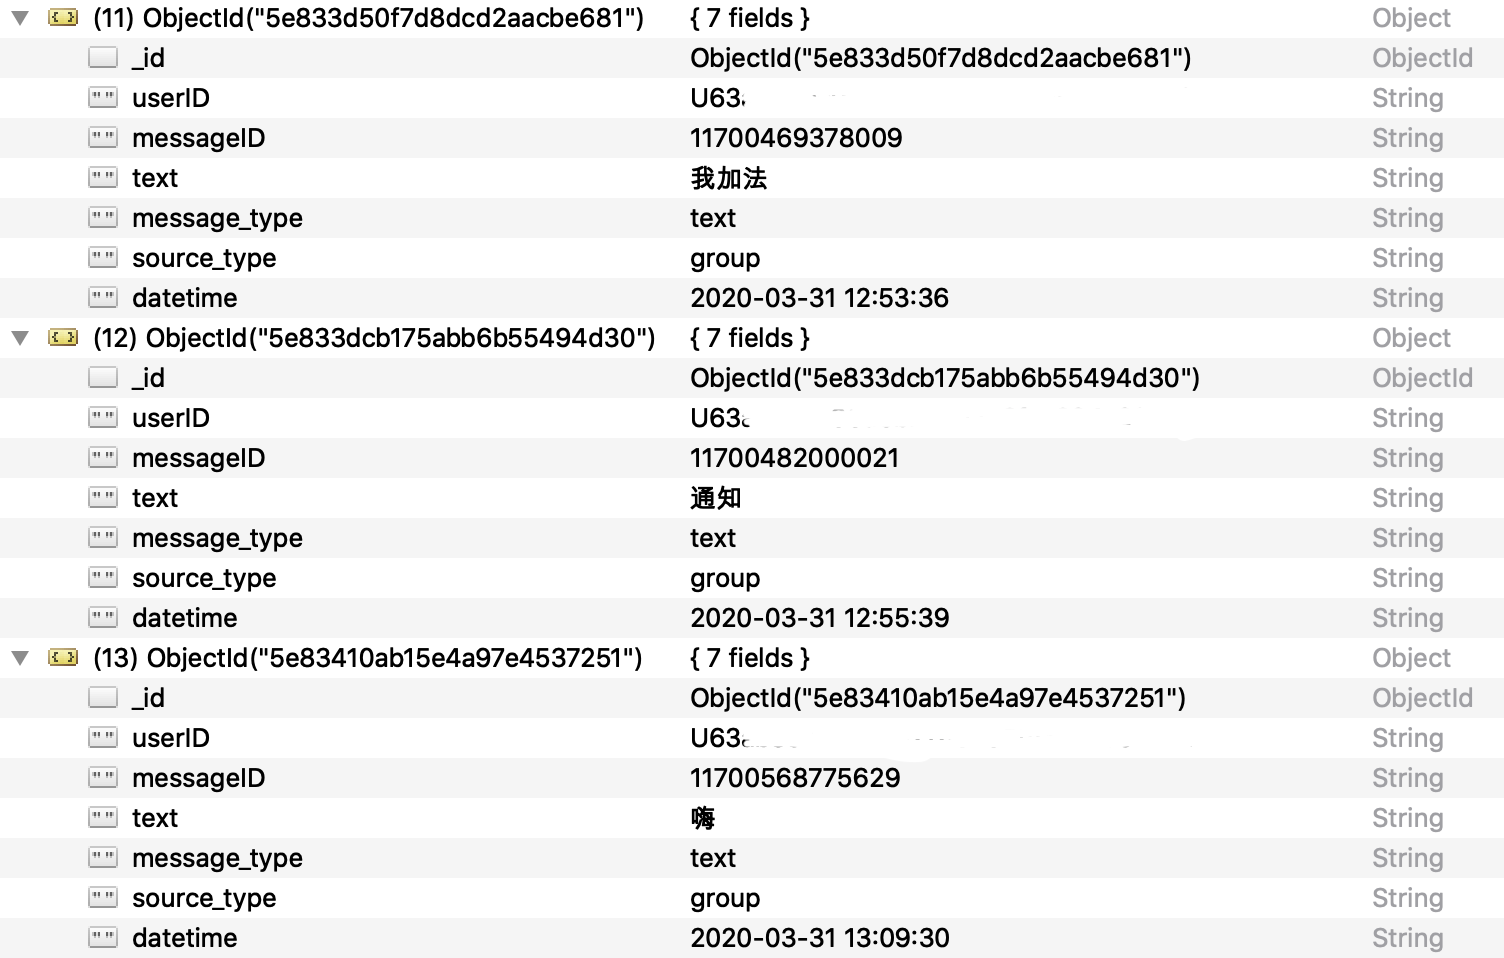 (11) ObjectId("5e833d50f7d8dcd2aacbe681") { 7 fields } Object
_id ObjectId("5e833d50f7d8dcd2aacbe681") ObjectId
userID U63 String
messageID 11700469378009 String
text 我加法 String
message_type text String
source_type group String
datetime 2020-03-31 12:53:36 String
(12) ObjectId("5e833dcb175abb6b55494d30") { 7 fields } Object
_id ObjectId("5e833dcb175abb6b55494d30") ObjectId
userID U63 String
messageID 11700482000021 String
text 通知 String
message_type text String
source_type group String
datetime 2020-03-31 12:55:39 String
(13) ObjectId("5e83410ab15e4a97e4537251") { 7 fields } Object
_id ObjectId("5e83410ab15e4a97e4537251") ObjectId
userID U63 String
messageID 11700568775629 String
text 嗨 String
message_type text String
source_type group String
datetime 2020-03-31 13:09:30 String